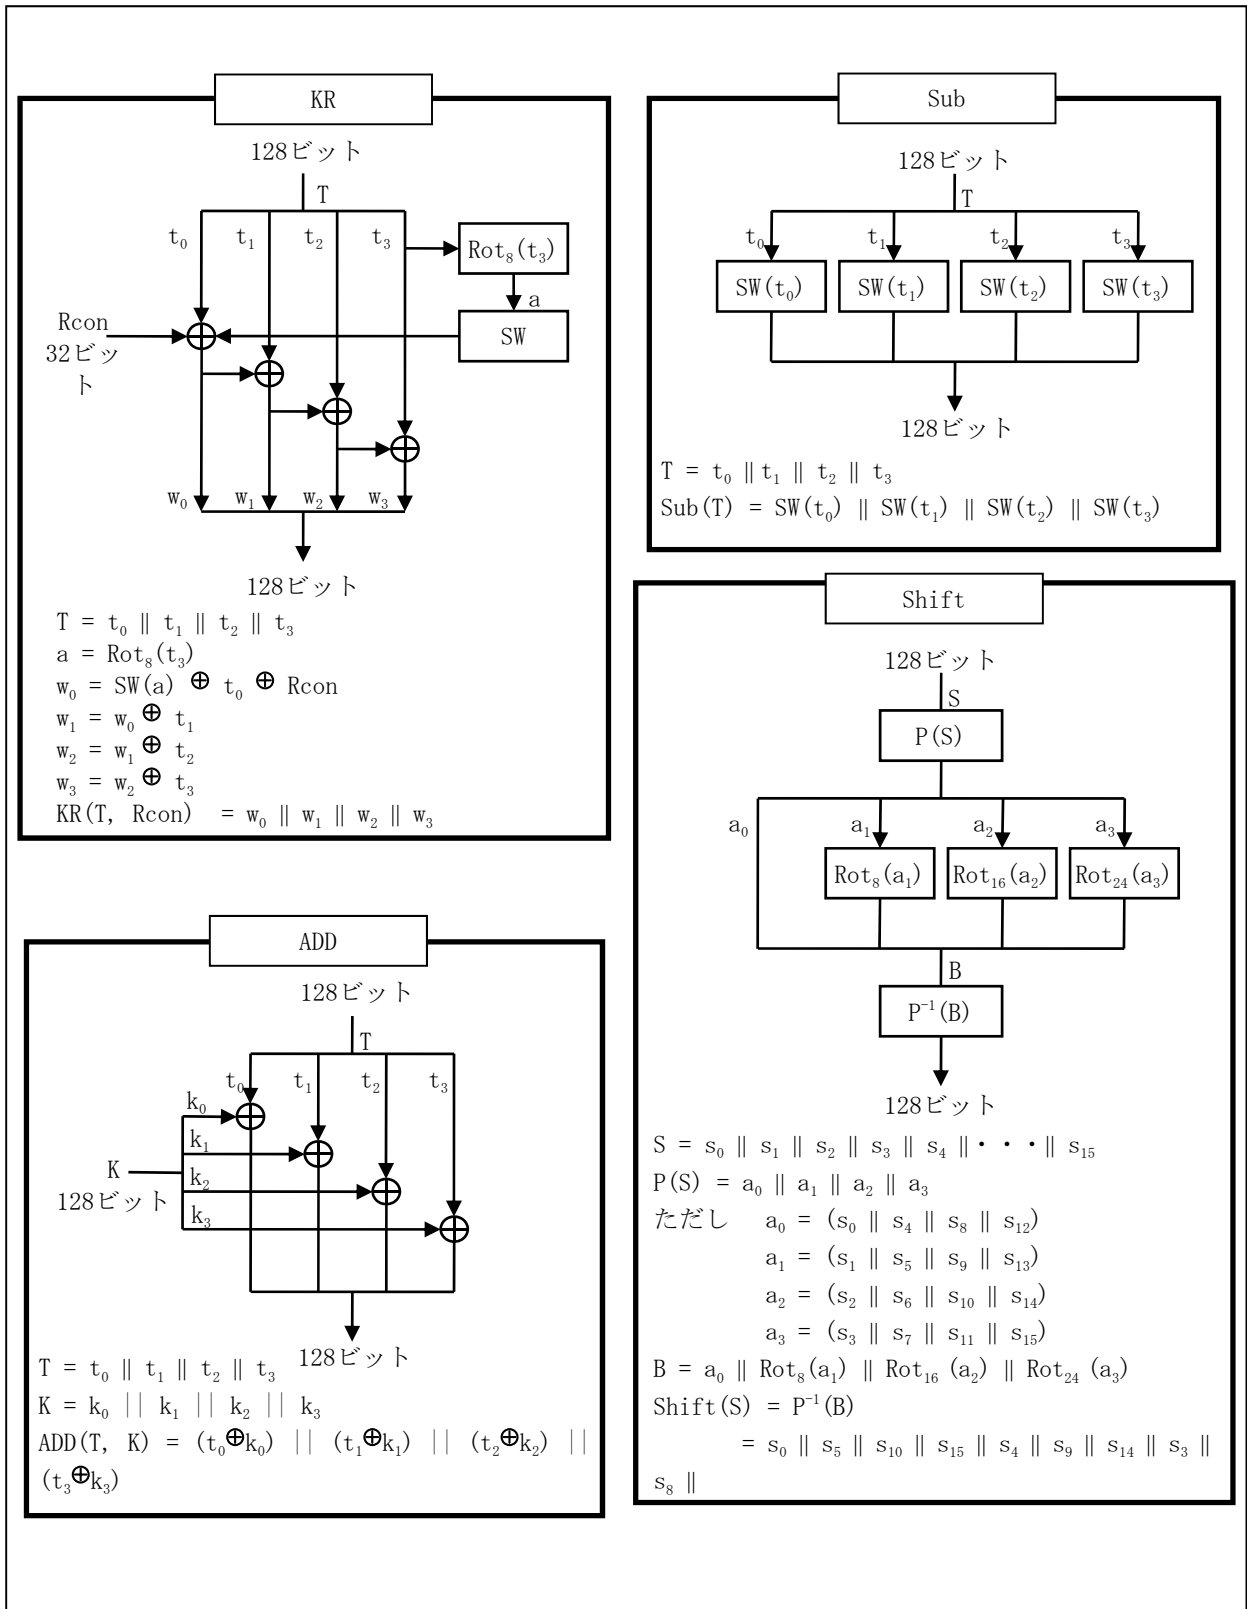 KR
128ビット
T
t₀ t₁ t₂ t₃
Rot₈(t₃)
a
SW
Rcon
32ビッ
ト
w₀ w₁ w₂ w₃
128ビット
T = t₀ ‖ t₁ ‖ t₂ ‖ t₃
a = Rot₈(t₃)
w₀ = SW(a) ⊕ t₀ ⊕ Rcon
w₁ = w₀ ⊕ t₁
w₂ = w₁ ⊕ t₂
w₃ = w₂ ⊕ t₃
KR(T, Rcon) = w₀ ‖ w₁ ‖ w₂ ‖ w₃
Sub
128ビット
T
t₀ t₁ t₂ t₃
SW(t₀) SW(t₁) SW(t₂) SW(t₃)
128ビット
T = t₀ ‖ t₁ ‖ t₂ ‖ t₃
Sub(T) = SW(t₀) ‖ SW(t₁) ‖ SW(t₂) ‖ SW(t₃)
ADD
128ビット
T
t₀ t₁ t₂ t₃
k₀
k₁
K
k₂
128ビット
k₃
128ビット
T = t₀ ‖ t₁ ‖ t₂ ‖ t₃
K = k₀ || k₁ || k₂ || k₃
ADD(T, K) = (t₀⊕k₀) || (t₁⊕k₁) || (t₂⊕k₂) ||
(t₃⊕k₃)
Shift
128ビット
S
P(S)
a₀ a₁ a₂ a₃
Rot₈(a₁) Rot₁₆(a₂) Rot₂₄(a₃)
B
P⁻¹(B)
128ビット
S = s₀ ‖ s₁ ‖ s₂ ‖ s₃ ‖ s₄ ‖・・・‖ s₁₅
P(S) = a₀ ‖ a₁ ‖ a₂ ‖ a₃
ただし a₀ = (s₀ ‖ s₄ ‖ s₈ ‖ s₁₂)
a₁ = (s₁ ‖ s₅ ‖ s₉ ‖ s₁₃)
a₂ = (s₂ ‖ s₆ ‖ s₁₀ ‖ s₁₄)
a₃ = (s₃ ‖ s₇ ‖ s₁₁ ‖ s₁₅)
B = a₀ ‖ Rot₈(a₁) ‖ Rot₁₆ (a₂) ‖ Rot₂₄ (a₃)
Shift(S) = P⁻¹(B)
= s₀ ‖ s₅ ‖ s₁₀ ‖ s₁₅ ‖ s₄ ‖ s₉ ‖ s₁₄ ‖ s₃ ‖
s₈ ‖